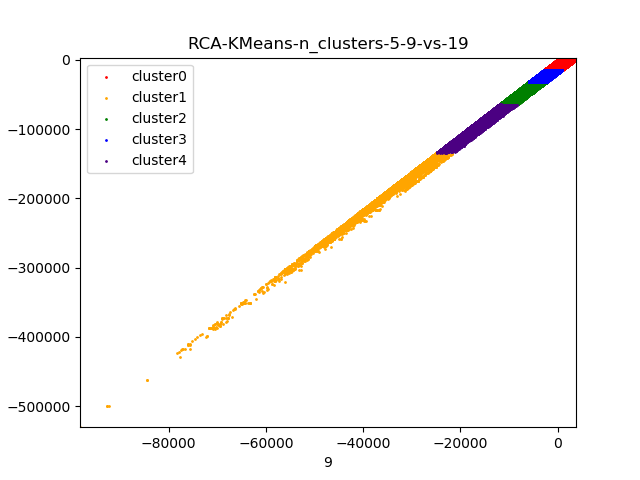 RCA-KMeans-n_clusters-5-9-vs-19
cluster0
cluster1
cluster2
cluster3
cluster4
0
−100000
−200000
−300000
−400000
−500000
−80000
−60000
−40000
−20000
0
9